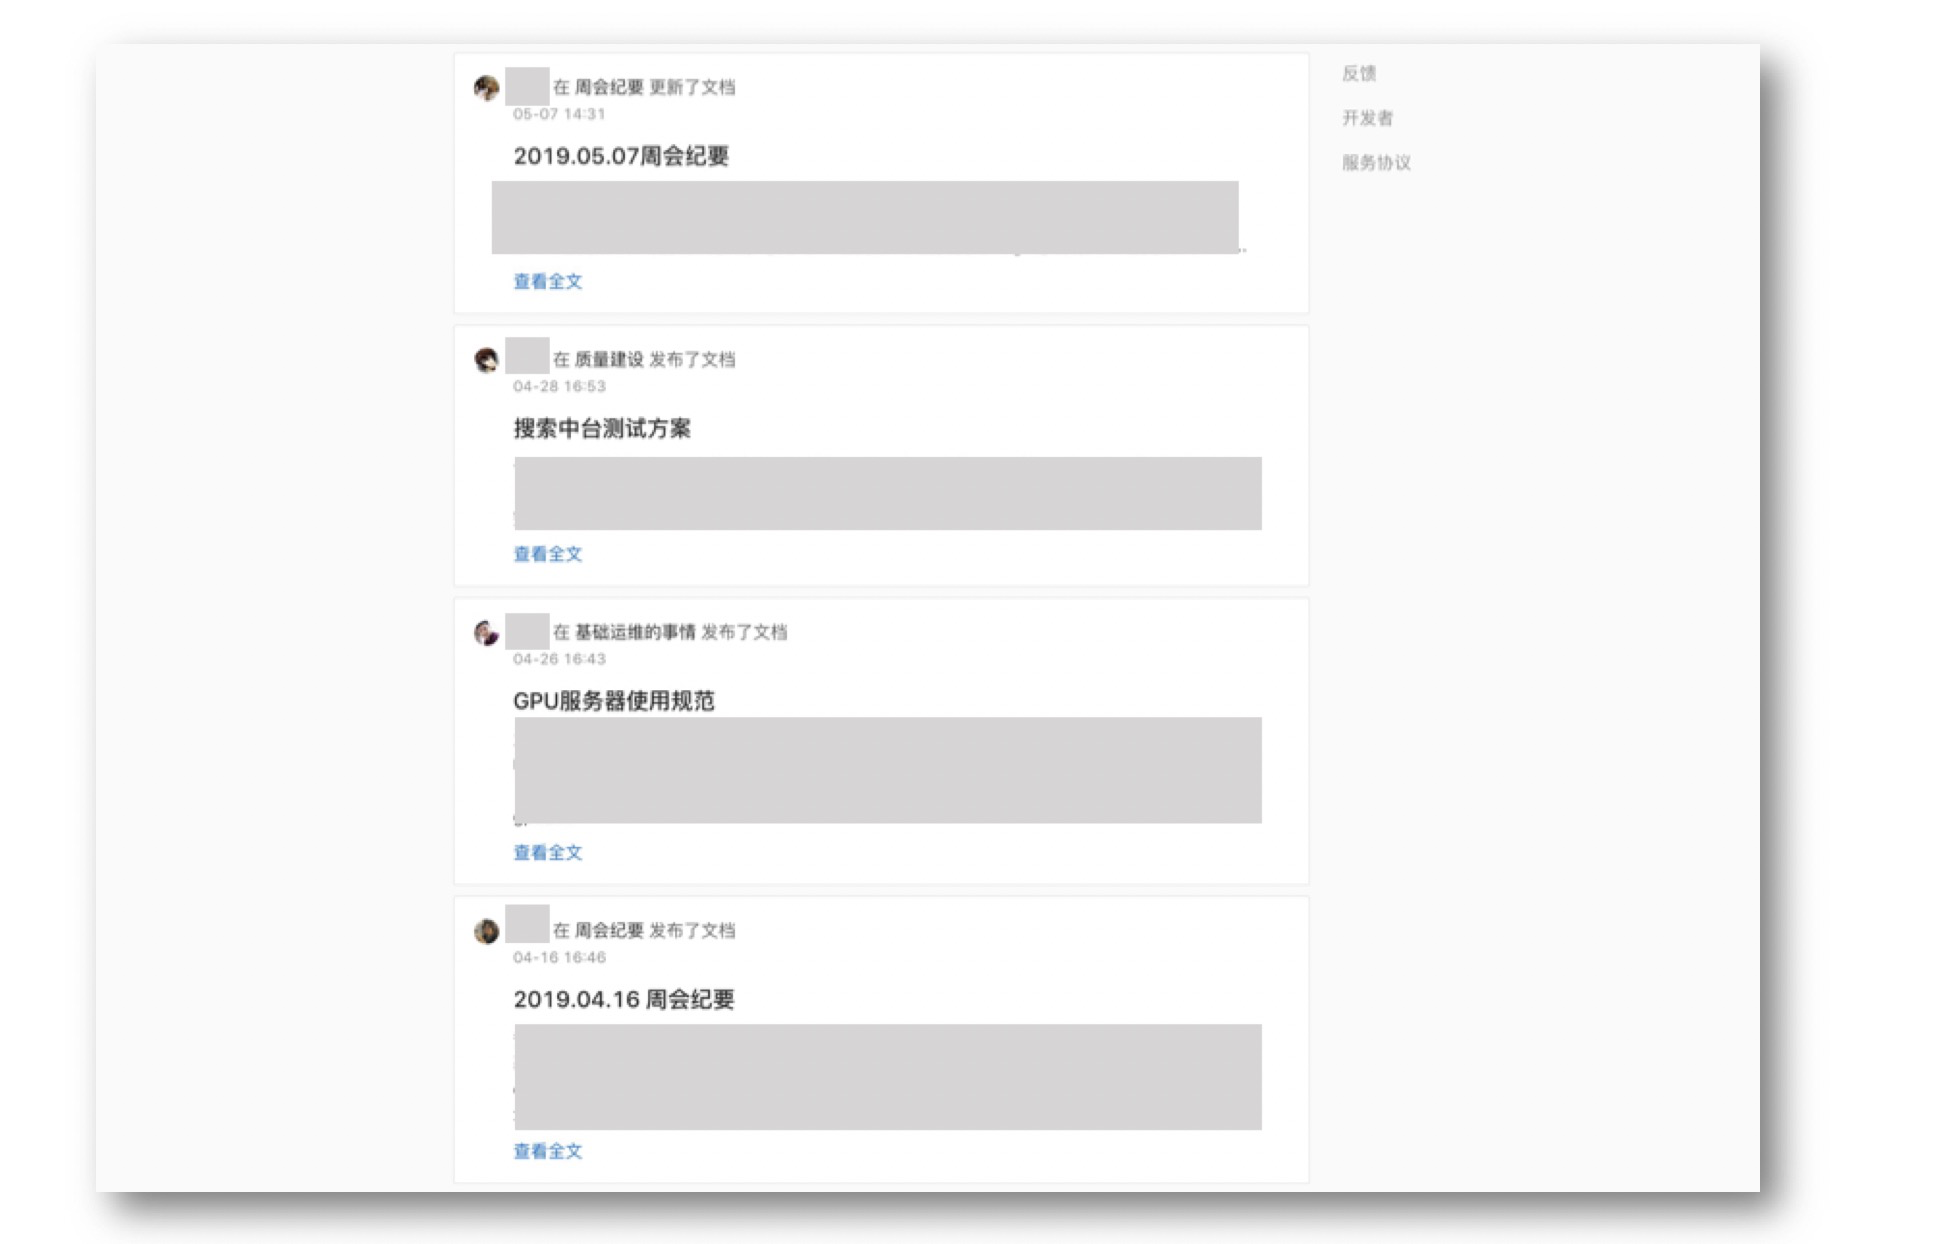 在 周会纪要 更新了文档
05-07 14:31
2019.05.07周会纪要
查看全文
在 质量建设 发布了文档
04-28 16:53
搜索中台测试方案
查看全文
在 基础运维的事情 发布了文档
04-26 16:43
GPU服务器使用规范
查看全文
在 周会纪要 发布了文档
04-16 16:46
2019.04.16 周会纪要
查看全文
反馈
开发者
服务协议